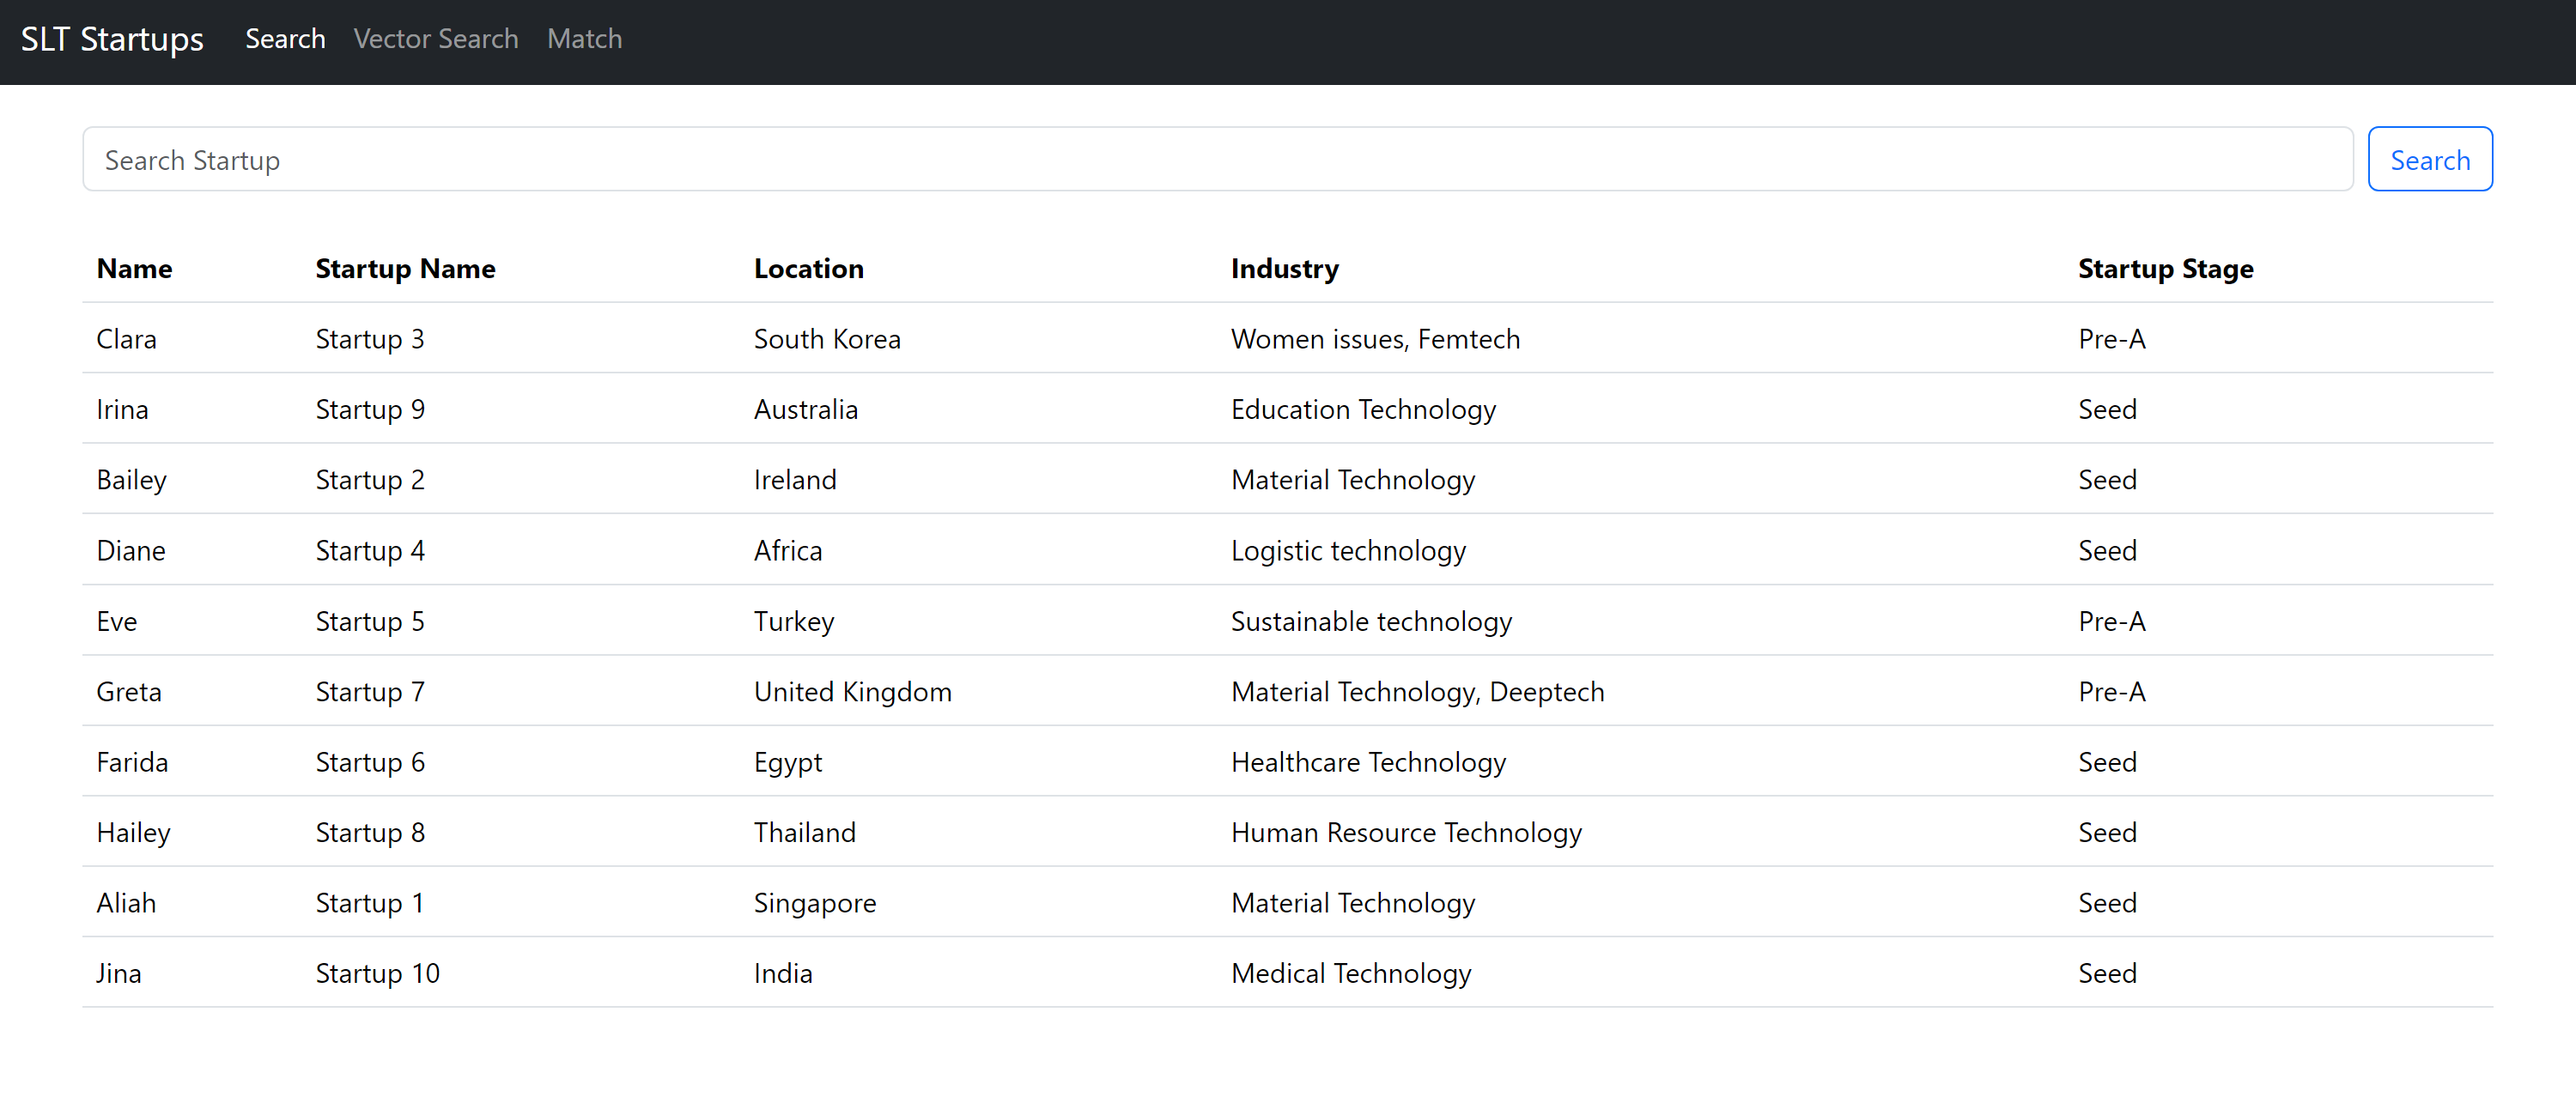 SLT Startups Search Vector Search Match
Search Startup Search
Name Startup Name Location Industry Startup Stage
Clara Startup 3 South Korea Women issues, Femtech Pre-A
Irina Startup 9 Australia Education Technology Seed
Bailey Startup 2 Ireland Material Technology Seed
Diane Startup 4 Africa Logistic technology Seed
Eve Startup 5 Turkey Sustainable technology Pre-A
Greta Startup 7 United Kingdom Material Technology, Deeptech Pre-A
Farida Startup 6 Egypt Healthcare Technology Seed
Hailey Startup 8 Thailand Human Resource Technology Seed
Aliah Startup 1 Singapore Material Technology Seed
Jina Startup 10 India Medical Technology Seed